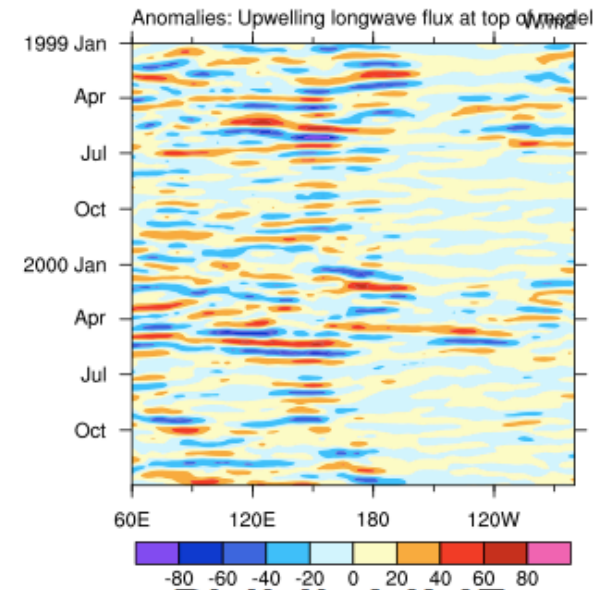 Anomalies: Upwelling longwave flux at top of model
W/m2
1999 Jan
Apr
Jul
Oct
2000 Jan
Apr
Jul
Oct
60E 120E 180 120W
-80 -60 -40 -20 0 20 40 60 80